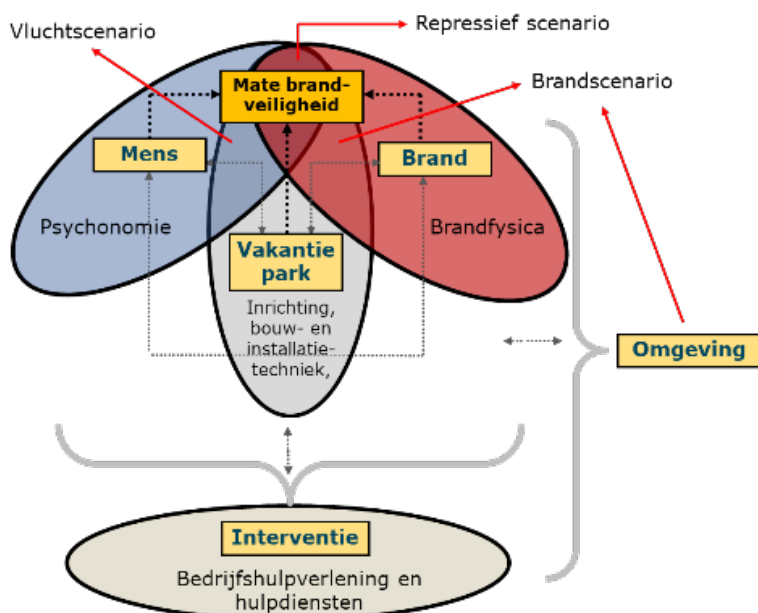 Repressief scenario
Vluchtscenario
Brandscenario
Mate brand-
veiligheid
Mens
Brand
Psychonomie
Brandfysica
Vakantie
park
Inrichting,
bouw- en
installatie-
techniek,
Omgeving
Interventie
Bedrijfshulpverlening en
hulpdiensten